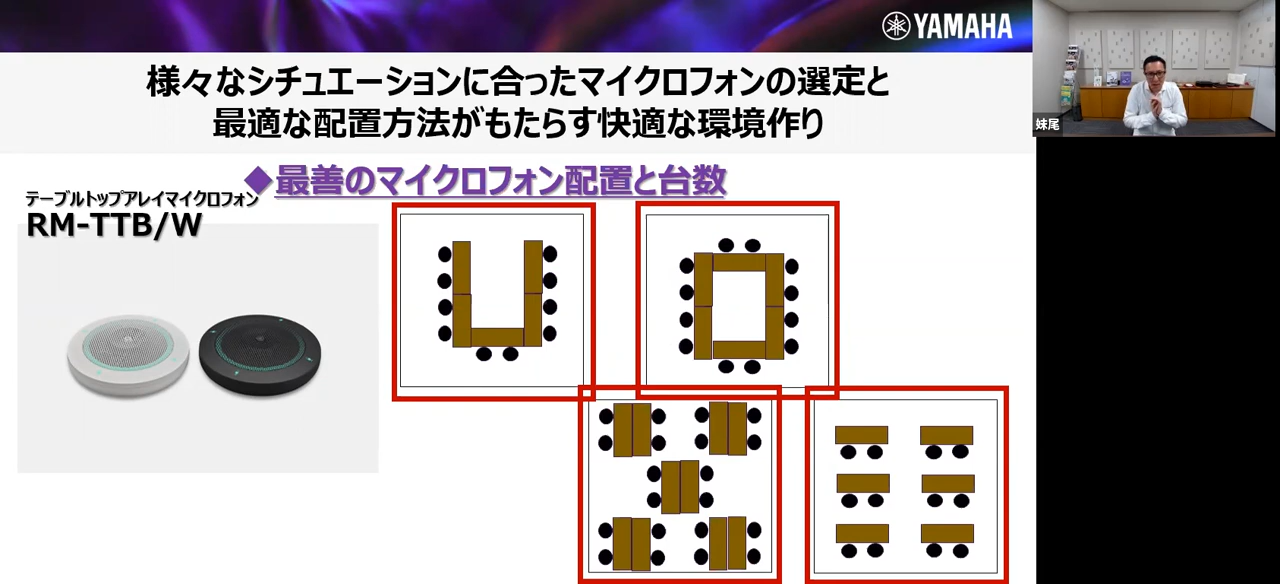 YAMAHA
様々なシチュエーションに合ったマイクロフォンの選定と
最適な配置方法がもたらす快適な環境作り
◆最善のマイクロフォン配置と台数
テーブルトップアレイマイクロフォン
RM-TTB/W
妹尾